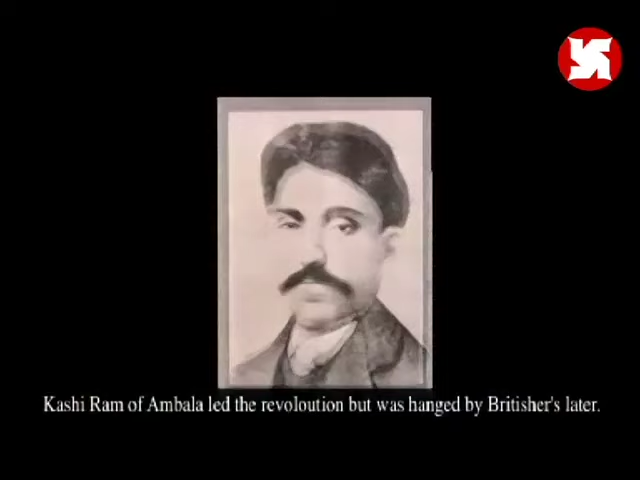 Kashi Ram of Ambala led the revoloution but was hanged by Britisher's later.